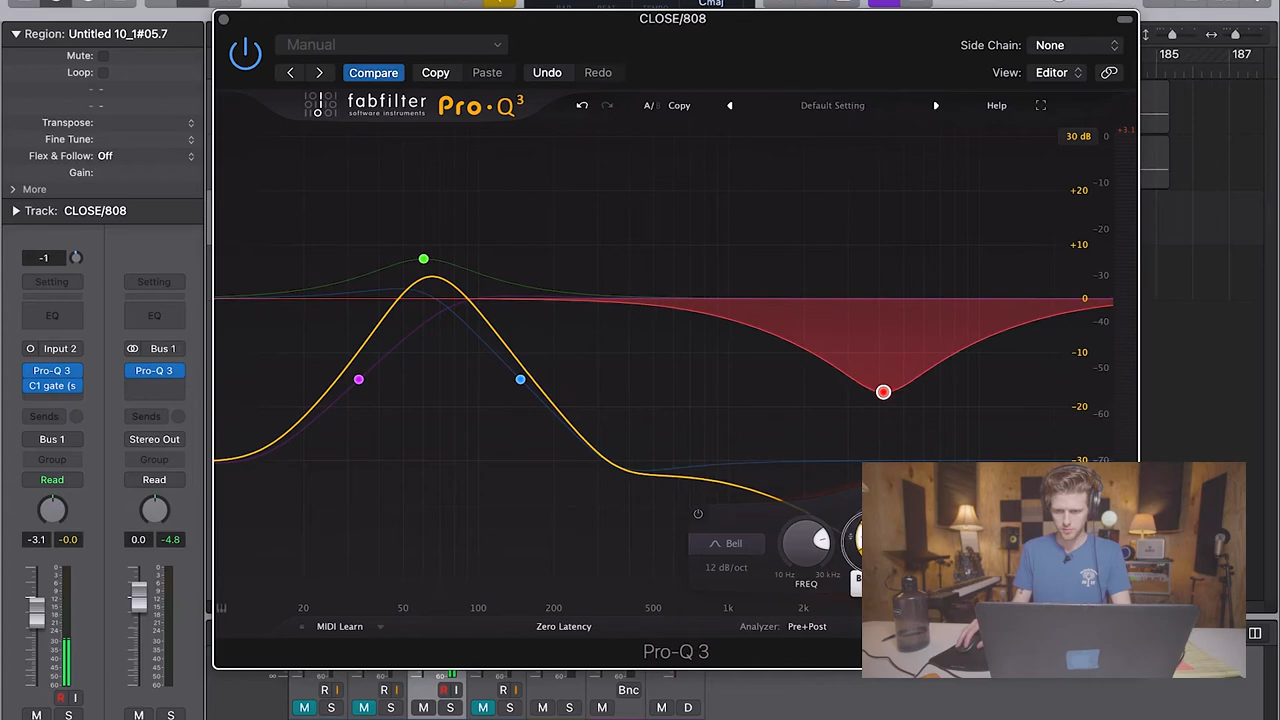 Cmaj
CLOSE/808
Region: Untitled 10_1#05.7
Mute:
Loop:
Transpose:
Fine Tune:
Flex & Follow: Off
Gain:
More
Track: CLOSE/808
Manual
Side Chain: None
Compare Copy Paste Undo Redo
View: Editor
185 187
fabfilter Pro·Q 3
software instruments
A/B Copy
Default Setting
Help
+3.1
30 dB 0
-10
+20
-20
+10
-30
0
-40
-10
-50
-20
-60
-30 -70
-1
Setting Setting
EQ EQ
Input 2 Bus 1
Pro-Q 3 Pro-Q 3
C1 gate (s
Sends Sends
Bus 1 Stereo Out
Group Group
Read Read
-3.1 -0.0 0.0 -4.8
Bell
12 dB/oct
10 Hz 30 kHz
FREQ
20 50 100 200 500 1k 2k
MIDI Learn
Zero Latency
Analyzer: Pre+Post
Pro-Q 3
R I
M S M S
R I R I R I R I Bnc
M S M S M S M S M S M M D